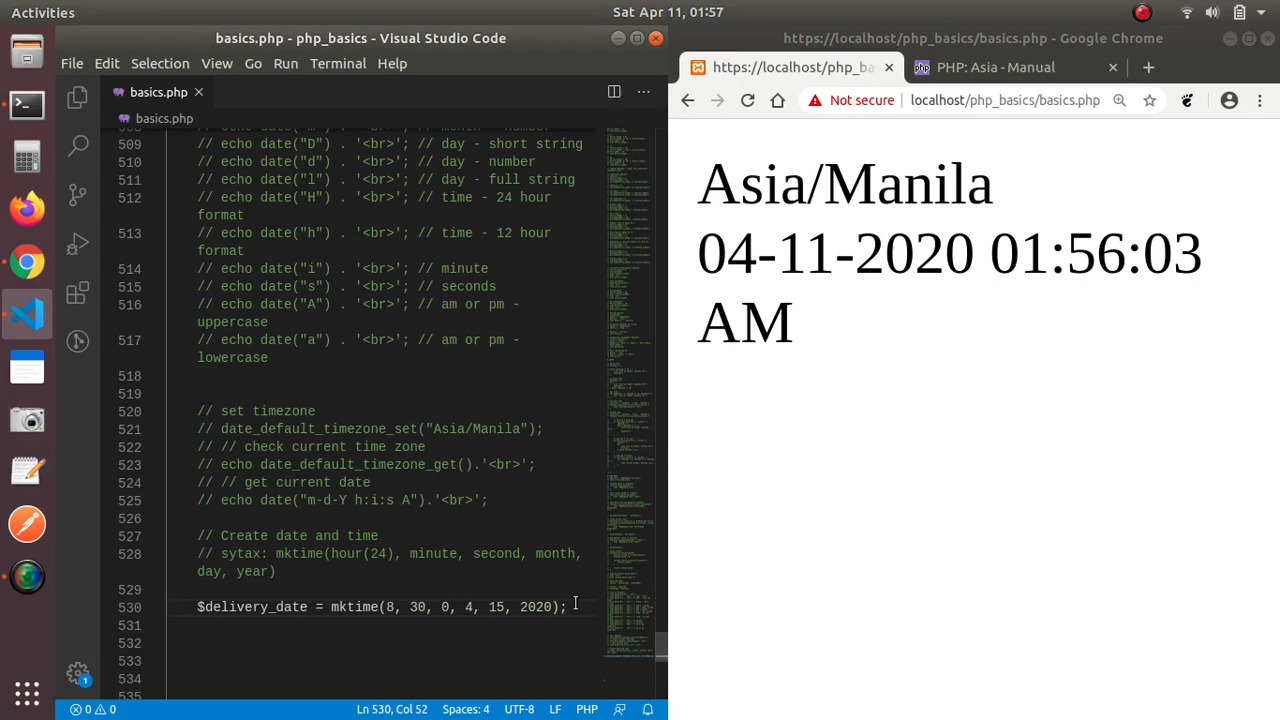 Activities
Sat Apr 11, 01:57
basics.php - php_basics - Visual Studio Code
File Edit Selection View Go Run Terminal Help
basics.php
basics.php
509 // echo date("D") . '<br>'; // day - short string
510 // echo date("d") . '<br>'; // day - number
511 // echo date("l") . '<br>'; // day - full string
512 // echo date("H") . '<br>'; // time - 24 hour
format
513 // echo date("h") . '<br>'; // time - 12 hour
format
514 // echo date("i") . '<br>'; // minute
515 // echo date("s") . '<br>'; // seconds
516 // echo date("A") . '<br>'; // am or pm -
uppercase
517 // echo date("a") . '<br>'; // am or pm -
lowercase
518
519
520 // set timezone
521 // date_default_timezone_set("Asia/Manila");
522 // // check current time zone
523 // echo date_default_timezone_get().'<br>';
524 // // get current date
525 // echo date("m-d-Y h:i:s A").'<br>';
526
527 // Create date and time
528 // sytax: mktime(hour(24), minute, second, month,
day, year)
529
530 $delivery_date = mktime(8, 30, 0, 4, 15, 2020);
531
532
533
534
535
1
0 0 Ln 530, Col 52 Spaces: 4 UTF-8 LF PHP
https://localhost/php_basics/basics.php - Google Chrome
https://localhost/php_ba
php PHP: Asia - Manual
Not secure localhost/php_basics/basics.php
Asia/Manila
04-11-2020 01:56:03
AM